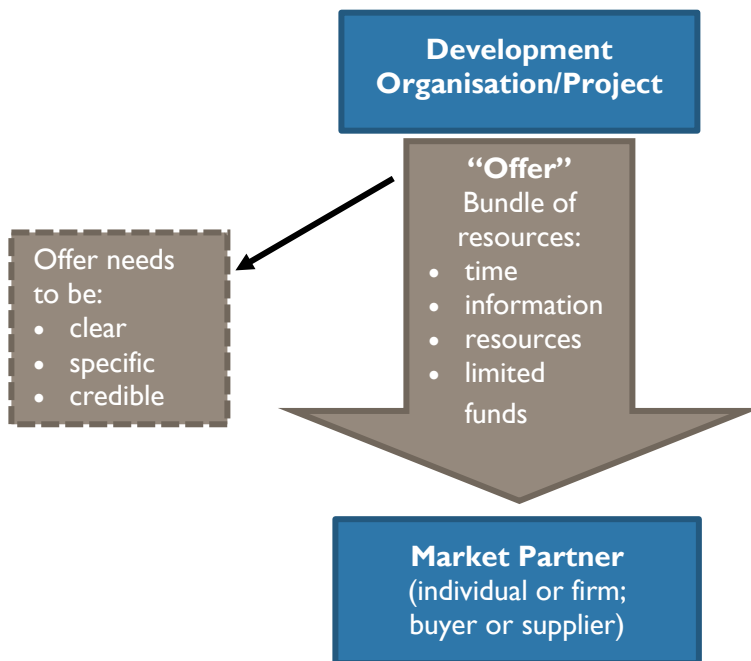 Development
Organisation/Project
“Offer”
Bundle of
resources:
• time
• information
• resources
• limited
funds
Offer needs
to be:
• clear
• specific
• credible
Market Partner
(individual or firm;
buyer or supplier)